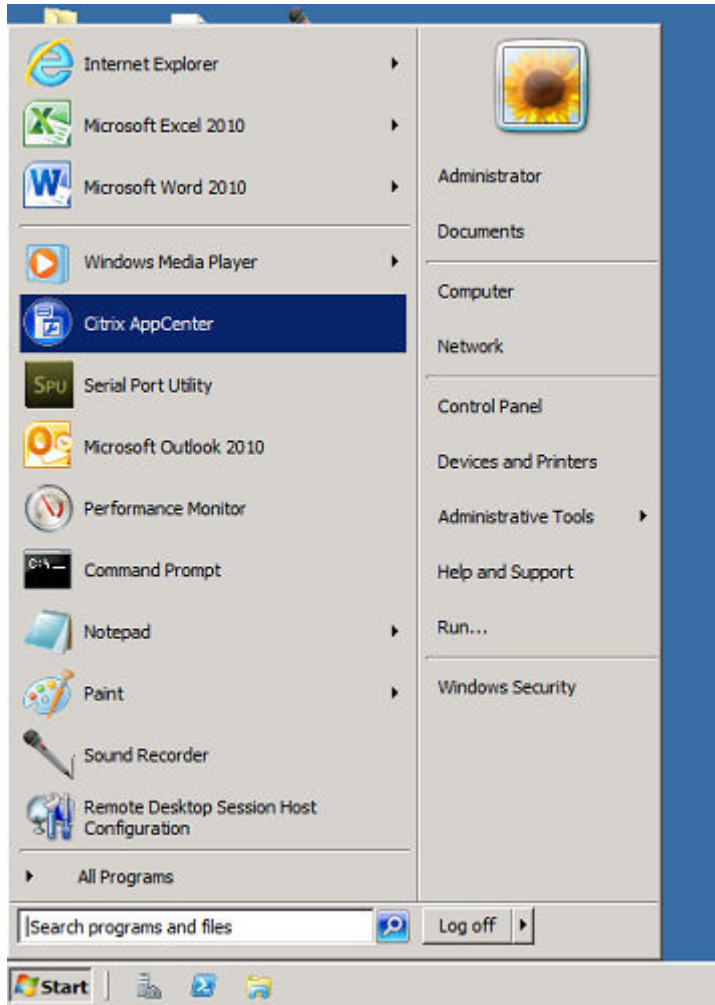 Internet Explorer
Microsoft Excel 2010
Microsoft Word 2010
Windows Media Player
Citrix AppCenter
SPU
Serial Port Utility
Microsoft Outlook 2010
Performance Monitor
C:\_
Command Prompt
Notepad
Paint
Sound Recorder
Remote Desktop Session Host
Configuration
All Programs
Search programs and files
Administrator
Documents
Computer
Network
Control Panel
Devices and Printers
Administrative Tools
Help and Support
Run...
Windows Security
Log off
Start